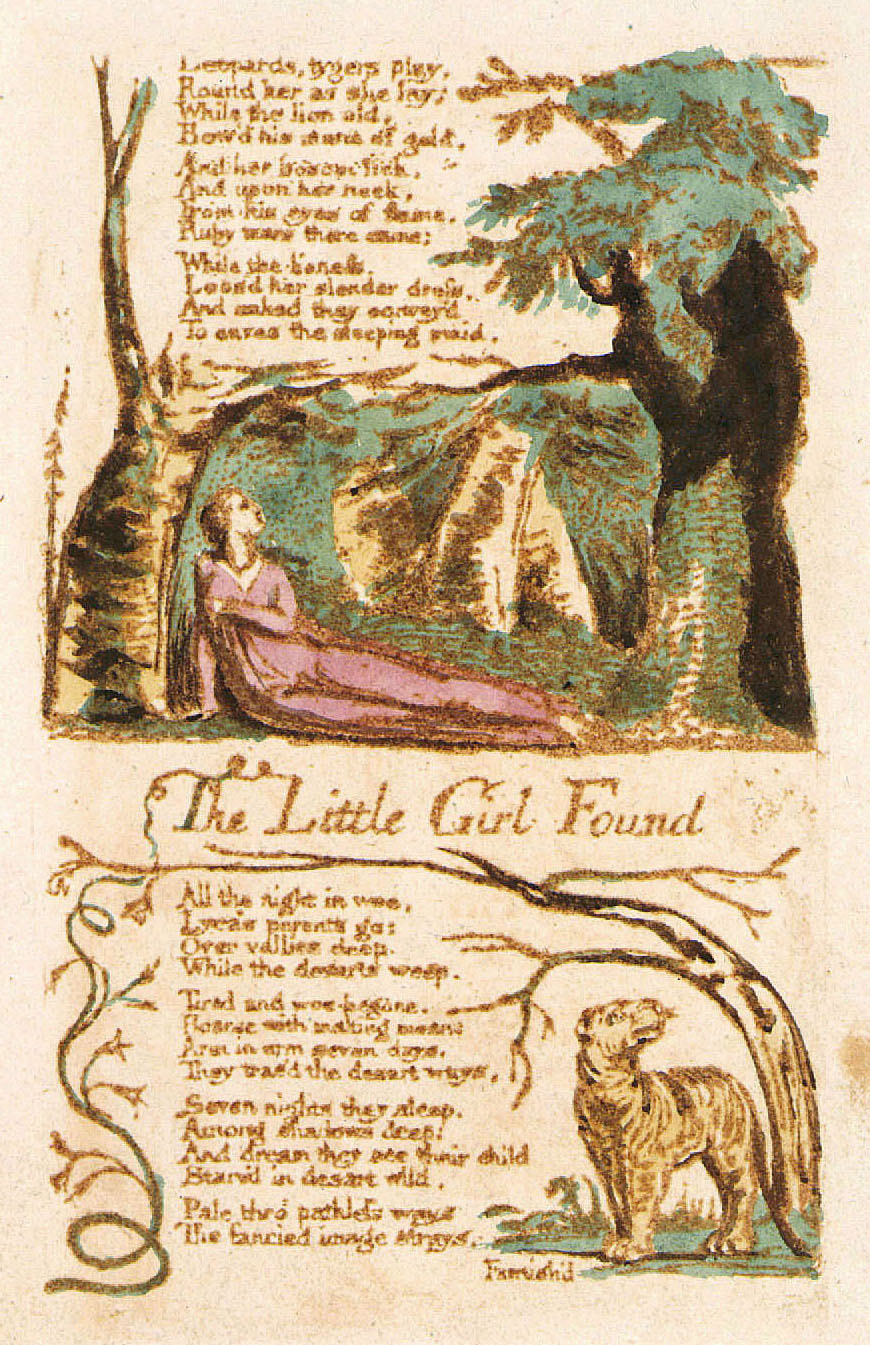 Leopards, tygers play,
Round her as she lay;
While the lion old,
Bow'd his mane of gold.
And her bosom lick,
And upon her neck,
From his eyes of flame,
Ruby tears there came;
While the lioness,
Loos'd her slender dress,
And naked they convey'd
To caves the sleeping maid.
The Little Girl Found
All the night in woe,
Lyca's parents go:
Over vallies deep.
While the desarts weep.
Tired and woe-begone.
Hoarse with making moan:
Arm in arm seven days.
They trac'd the desart ways.
Seven nights they sleep.
Among shadows deep:
And dream they see their child
Starv'd in desart wild.
Pale thro' pathless ways
The fancied image strays.
Famish'd